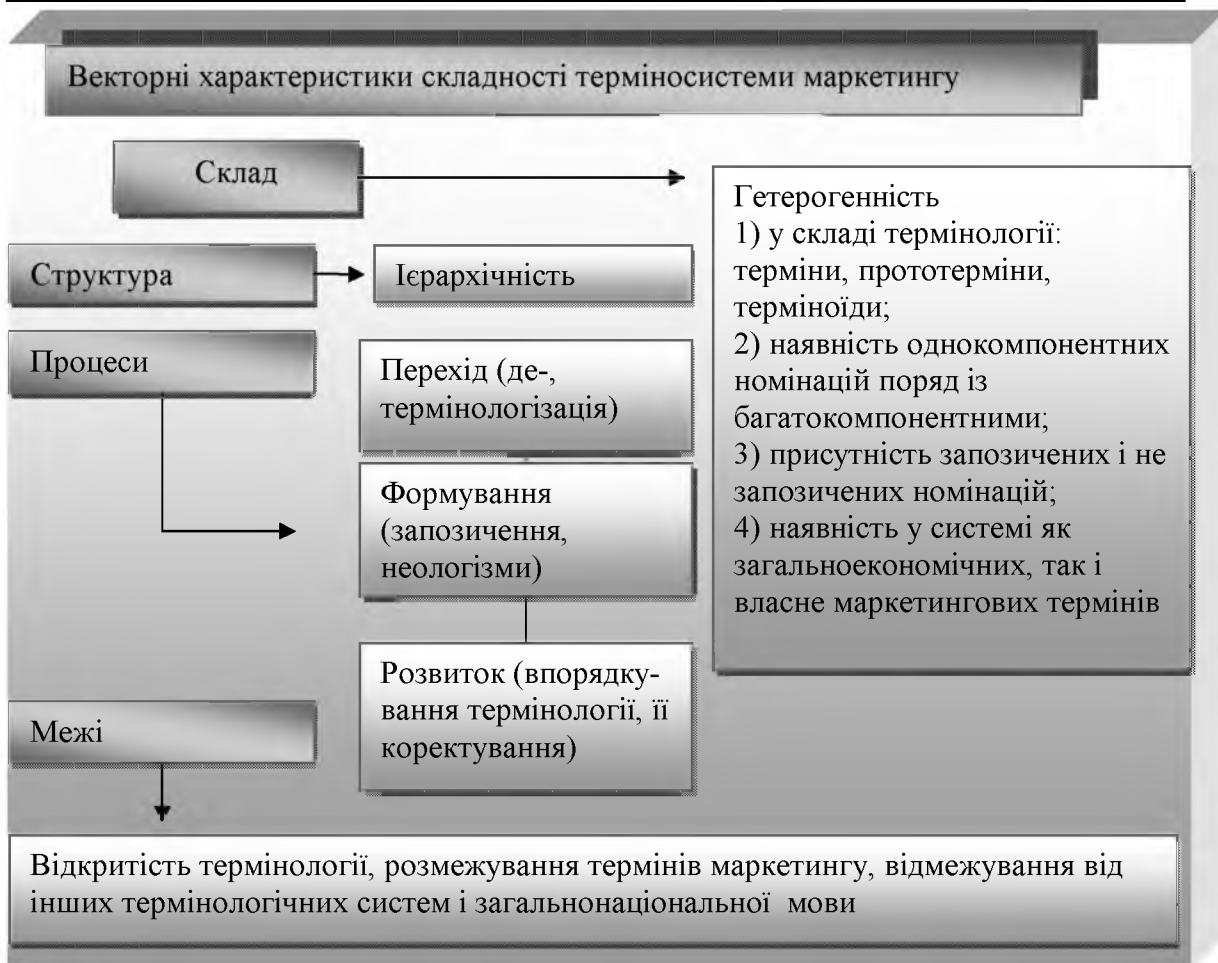 Векторні характеристики складності терміносистеми маркетингу
Склад
Гетерогенність
1) у складі термінології:
терміни, прототерміни,
терміноїди;
2) наявність однокомпонентних
номінацій поряд із
багатокомпонентними;
3) присутність запозичених і не
запозичених номінацій;
4) наявність у системі як
загальноекономічних, так і
власне маркетингових термінів
Структура
Ієрархічність
Процеси
Перехід (де-,
термінологізація)
Формування
(запозичення,
неологізми)
Розвиток (впорядку-
вання термінології, її
коректування)
Межі
Відкритість термінології, розмежування термінів маркетингу, відмежування від
інших термінологічних систем і загальнонаціональної мови